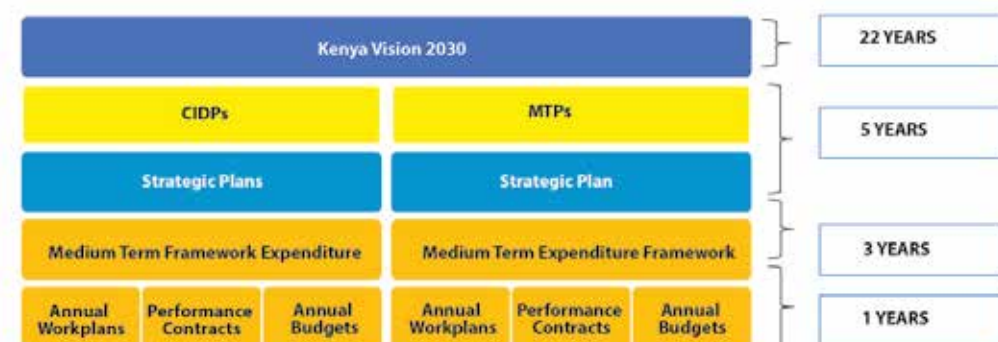 Kenya Vision 2030
22 YEARS
CIDPs
MTPs
5 YEARS
Strategic Plans
Strategic Plan
Medium Term Framework Expenditure
Medium Term Expenditure Framework
3 YEARS
Annual
Workplans
Performance
Contracts
Annual
Budgets
Annual
Workplans
Performance
Contracts
Annual
Budgets
1 YEARS